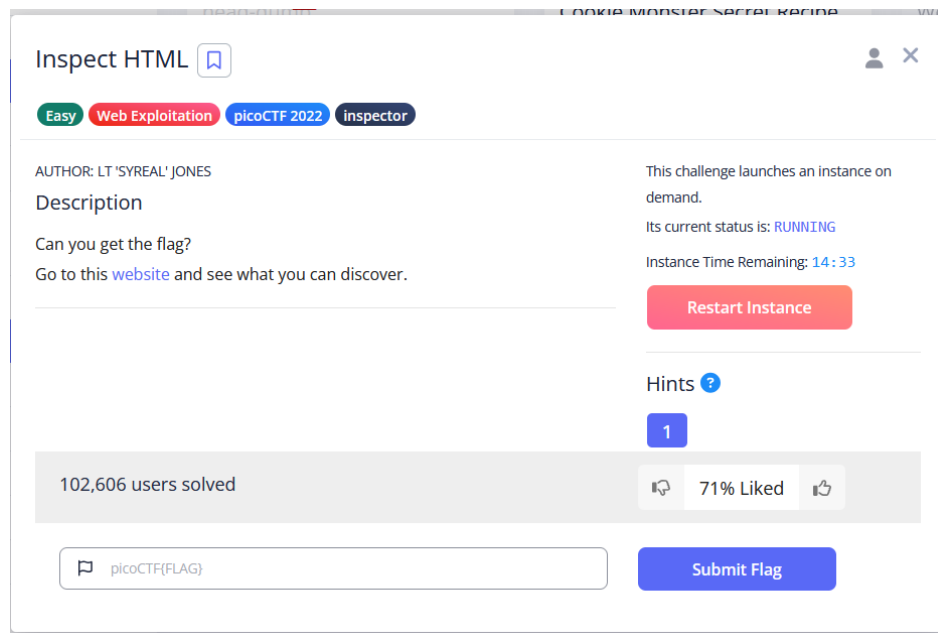 head-dump
Cookie Monster Secret Recipe
Inspect HTML
Easy
Web Exploitation
picoCTF 2022
inspector
AUTHOR: LT 'SYREAL' JONES
Description
Can you get the flag?
Go to this website and see what you can discover.
This challenge launches an instance on
demand.
Its current status is: RUNNING
Instance Time Remaining: 14:33
Restart Instance
Hints ?
1
102,606 users solved
71% Liked
picoCTF{FLAG}
Submit Flag